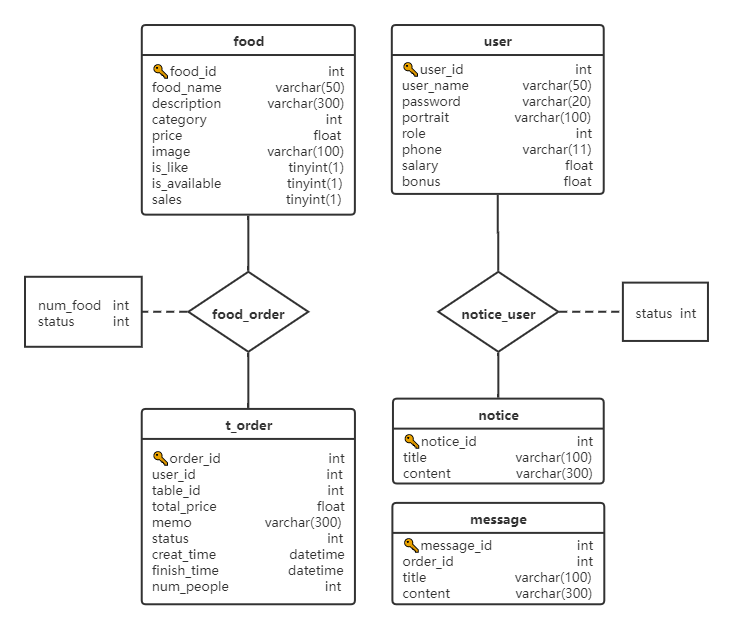 food
food_id int
food_name varchar(50)
description varchar(300)
category int
price float
image varchar(100)
is_like tinyint(1)
is_available tinyint(1)
sales tinyint(1)
user
user_id int
user_name varchar(50)
password varchar(20)
portrait varchar(100)
role int
phone varchar(11)
salary float
bonus float
num_food int
status int
food_order
notice_user
status int
t_order
order_id int
user_id int
table_id int
total_price float
memo varchar(300)
status int
creat_time datetime
finish_time datetime
num_people int
notice
notice_id int
title varchar(100)
content varchar(300)
message
message_id int
order_id int
title varchar(100)
content varchar(300)